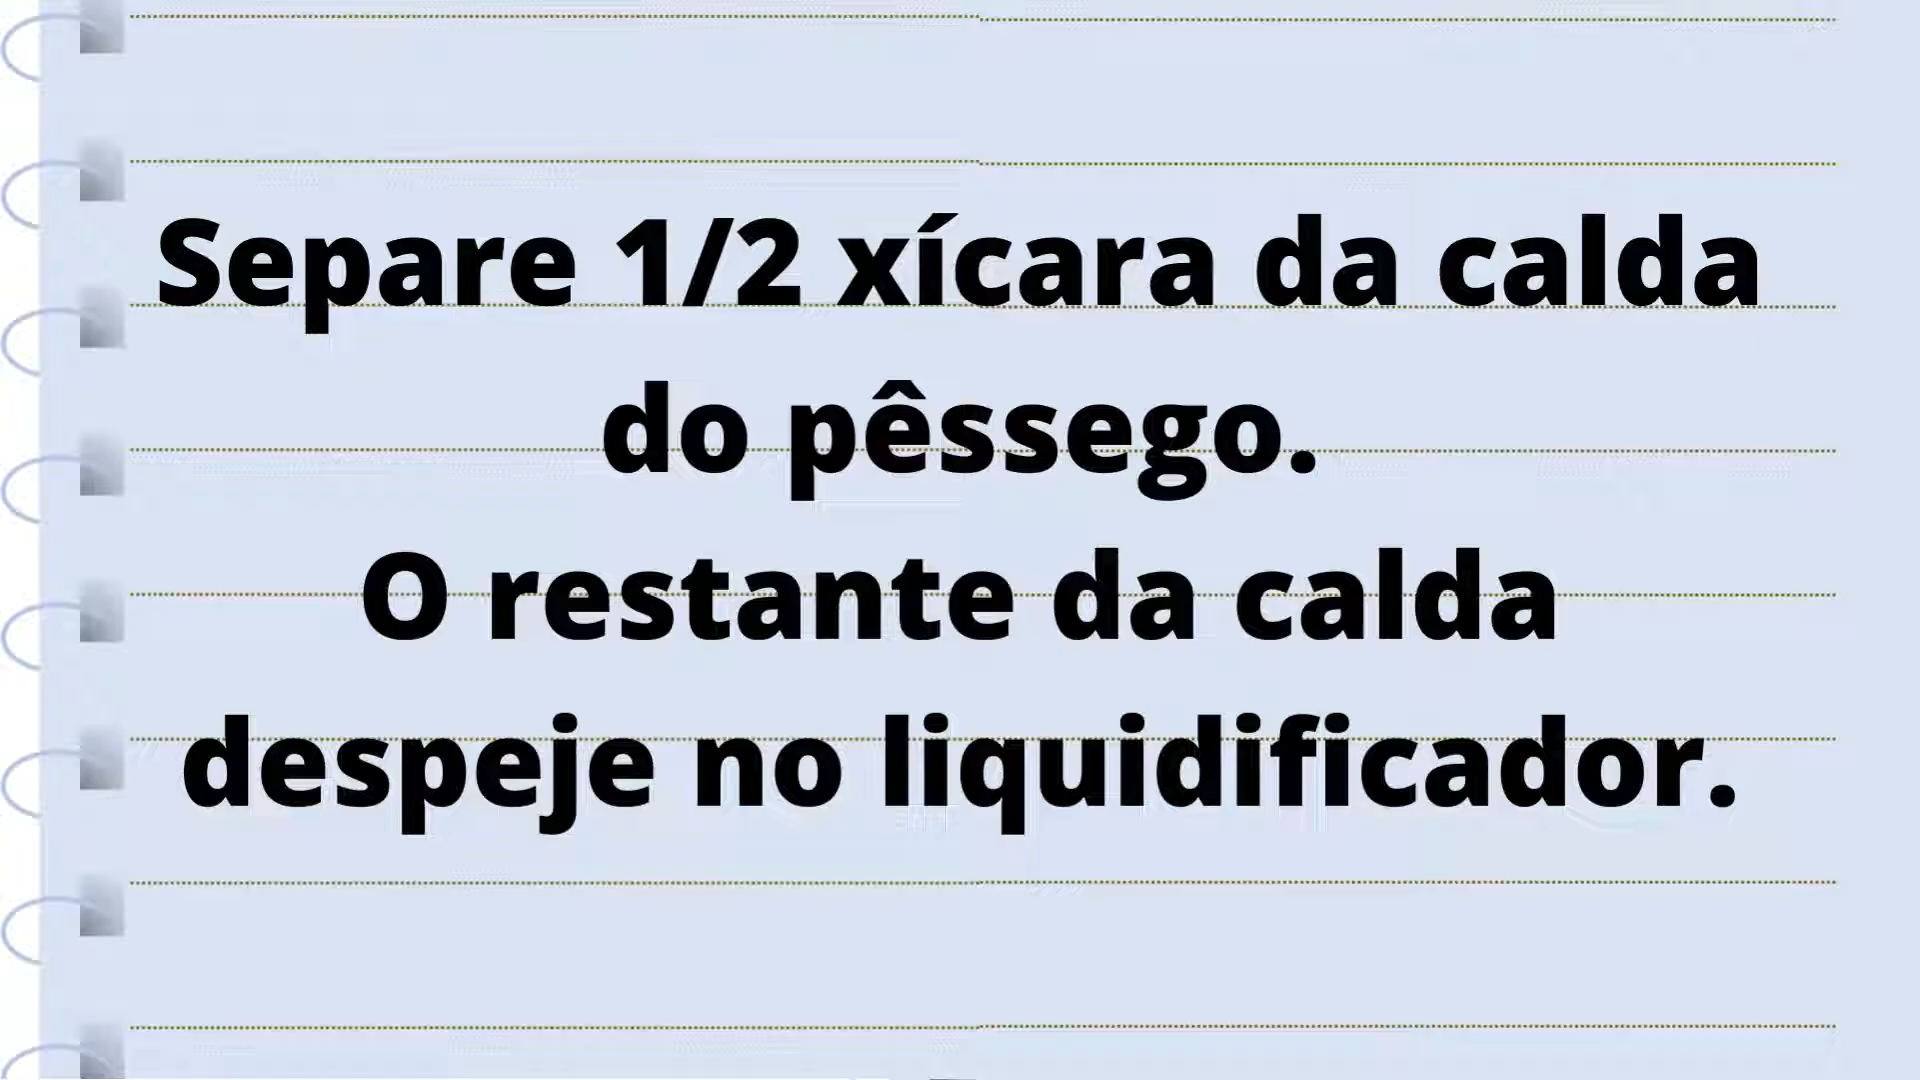 Separe 1/2 xícara da calda
do pêssego.
O restante da calda
despeje no liquidificador.